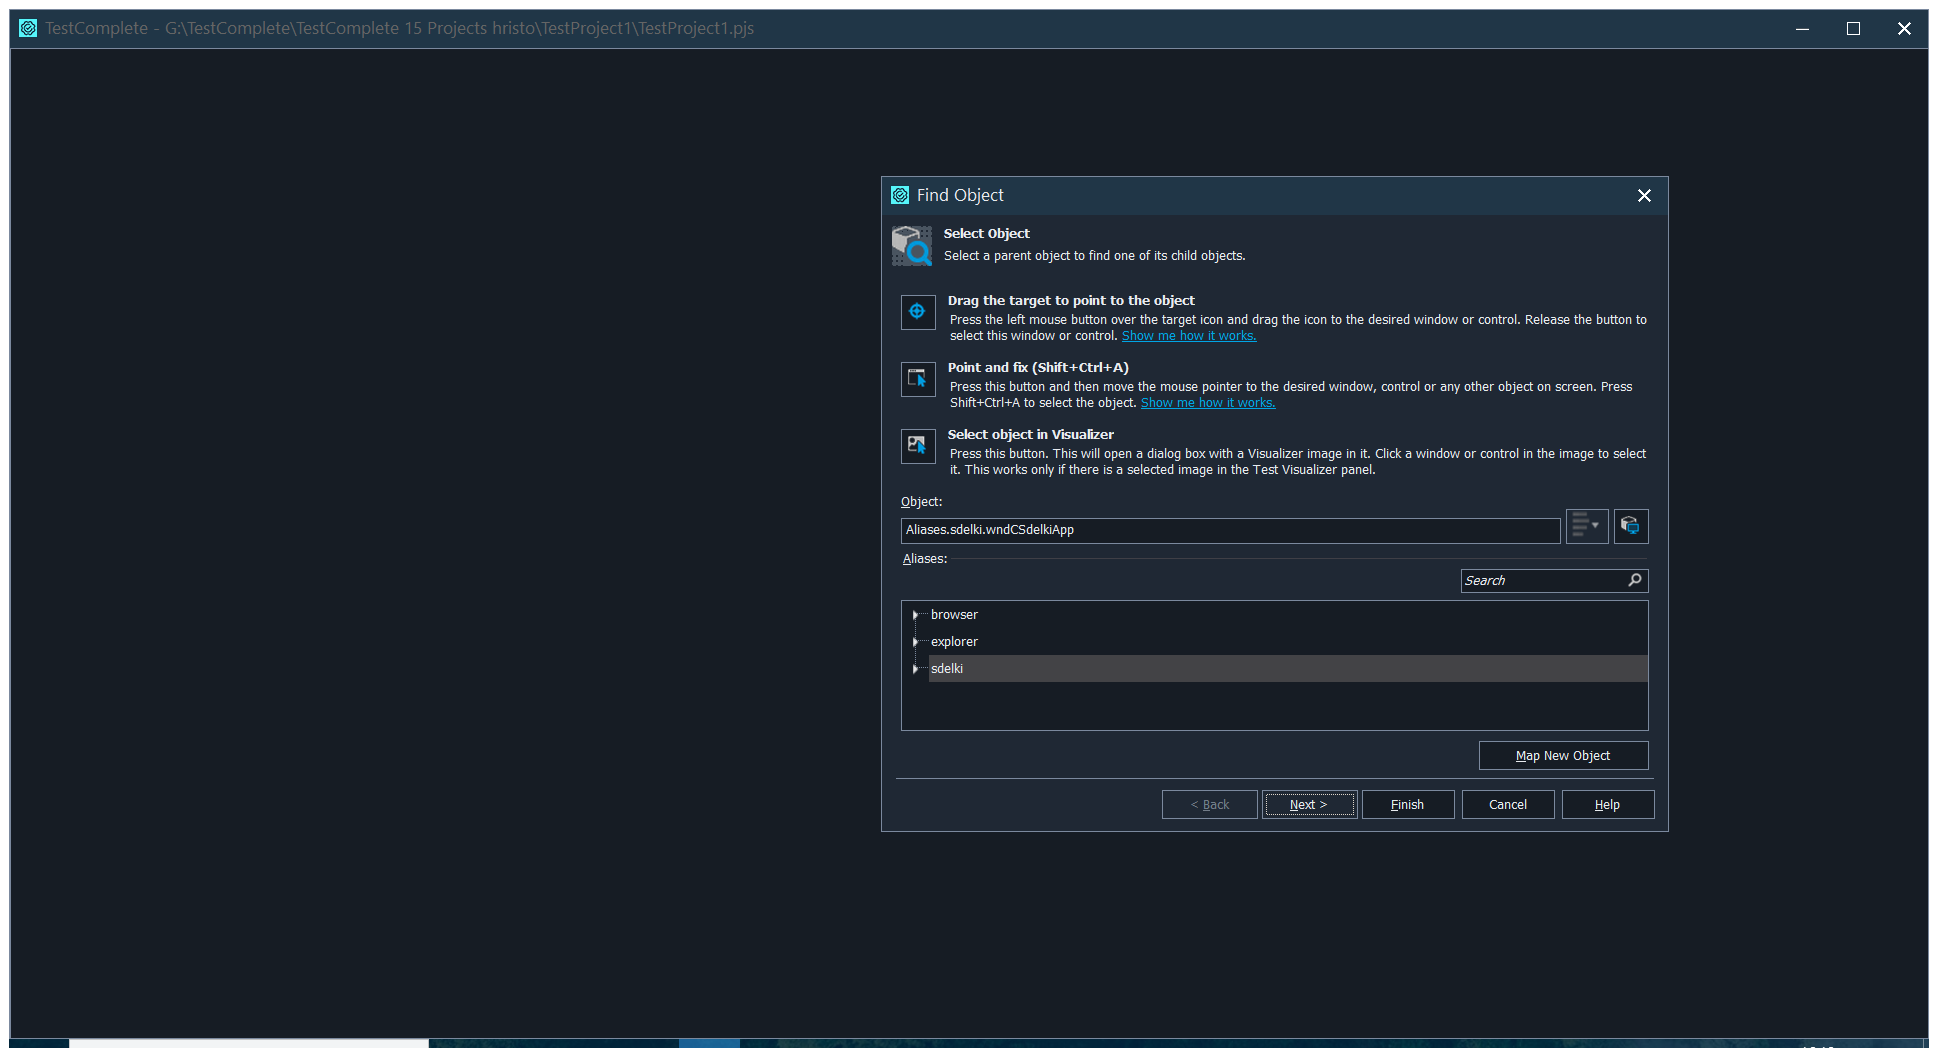 TestComplete - G:\TestComplete\TestComplete 15 Projects hristo\TestProject1\TestProject1.pjs
Find Object
Select Object
Select a parent object to find one of its child objects.
Drag the target to point to the object
Press the left mouse button over the target icon and drag the icon to the desired window or control. Release the button to
select this window or control. Show me how it works.
Point and fix (Shift+Ctrl+A)
Press this button and then move the mouse pointer to the desired window, control or any other object on screen. Press
Shift+Ctrl+A to select the object. Show me how it works.
Select object in Visualizer
Press this button. This will open a dialog box with a Visualizer image in it. Click a window or control in the image to select
it. This works only if there is a selected image in the Test Visualizer panel.
Object:
Aliases.sdelki.wndCSdelkiApp
Aliases:
Search
browser
explorer
sdelki
Map New Object
< Back
Next >
Finish
Cancel
Help